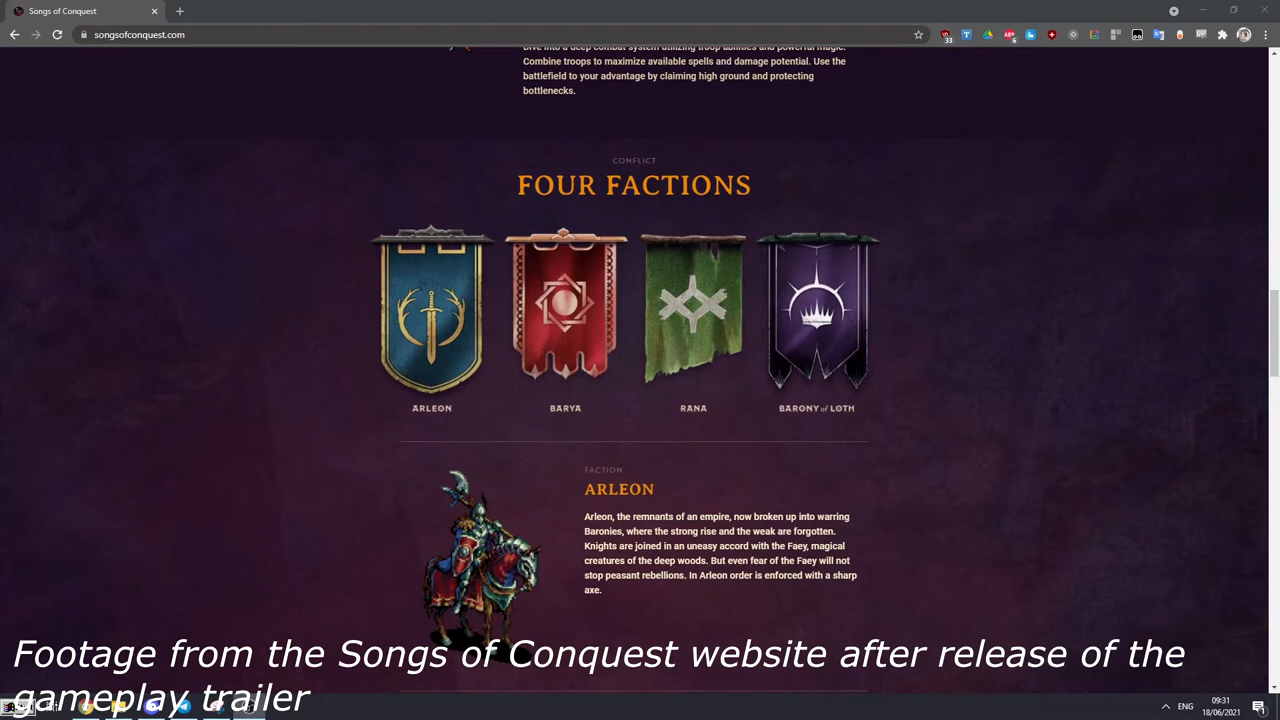 Songs of Conquest
songsofconquest.com
33
6
Dive into a deep combat system utilizing troop abilities and powerful magic.
Combine troops to maximize available spells and damage potential. Use the
battlefield to your advantage by claiming high ground and protecting
bottlenecks.
CONFLICT
FOUR FACTIONS
ARLEON
BARYA
RANA
BARONY of LOTH
FACTION
ARLEON
Arleon, the remnants of an empire, now broken up into warring
Baronies, where the strong rise and the weak are forgotten.
Knights are joined in an uneasy accord with the Faey, magical
creatures of the deep woods. But even fear of the Faey will not
stop peasant rebellions. In Arleon order is enforced with a sharp
axe.
Footage from the Songs of Conquest website after release of the
gameplay trailer
ENG
09:31
18/06/2021
1